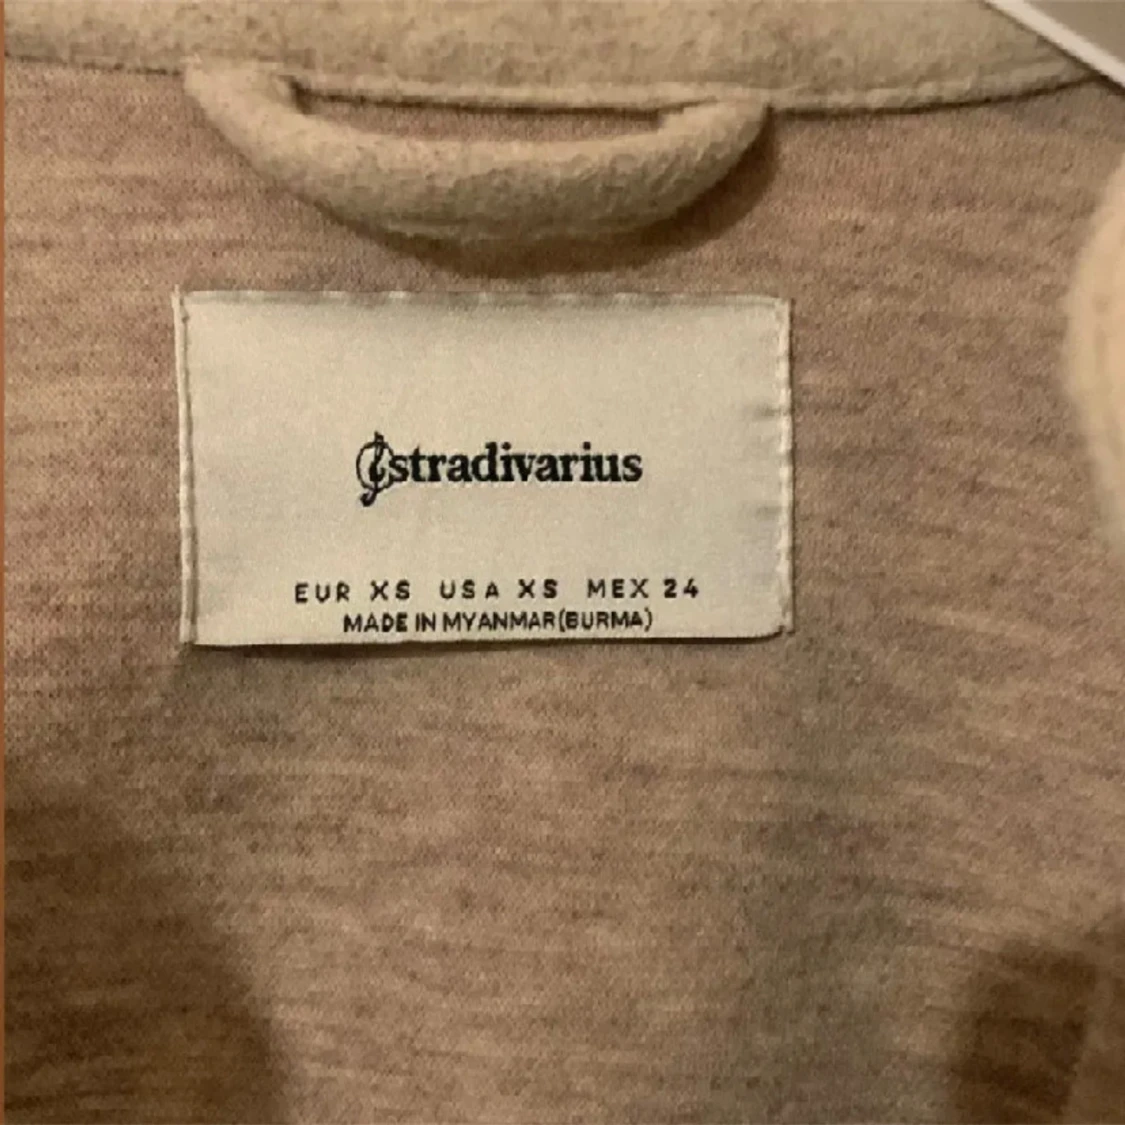 stradivarius
EUR XS USA XS MEX 24
MADE IN MYANMAR(BURMA)